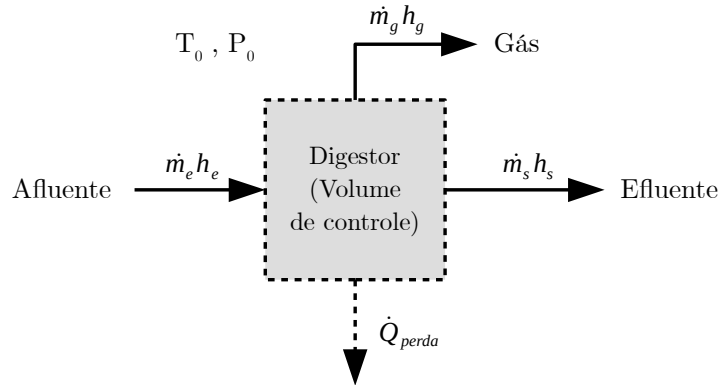 ṁ_g h_g
T_0 , P_0
Gás
Digestor
(Volume
de controle)
ṁ_e h_e
ṁ_s h_s
Afluente
Efluente
Q̇_perda